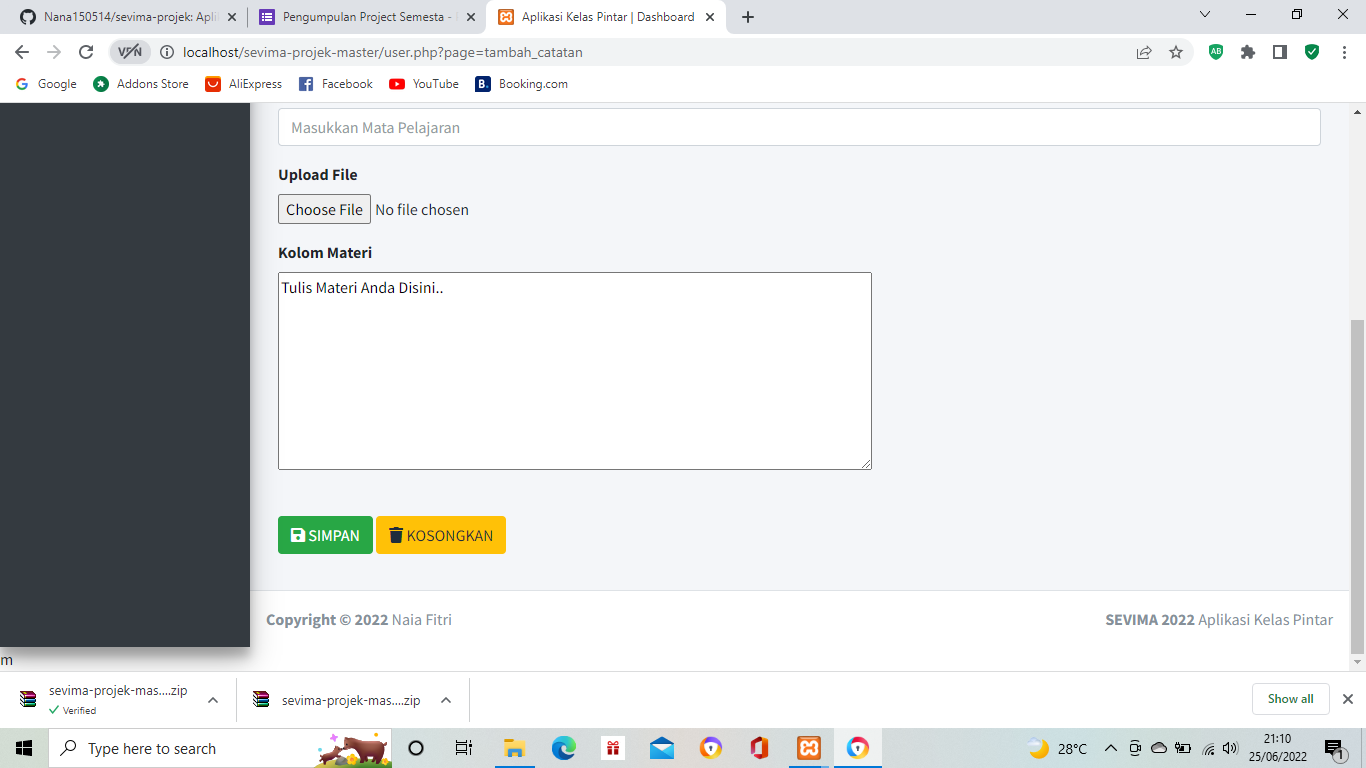 Nana150514/sevima-projek: Apli
Pengumpulan Project Semesta -
Aplikasi Kelas Pintar | Dashboard
VPN
localhost/sevima-projek-master/user.php?page=tambah_catatan
Google
Addons Store
AliExpress
Facebook
YouTube
B.
Booking.com
Masukkan Mata Pelajaran
Upload File
Choose File No file chosen
Kolom Materi
Tulis Materi Anda Disini..
SIMPAN
KOSONGKAN
Copyright © 2022 Naia Fitri
SEVIMA 2022 Aplikasi Kelas Pintar
m
sevima-projek-mas....zip
Verified
sevima-projek-mas....zip
Show all
Type here to search
28°C
21:10
25/06/2022
1